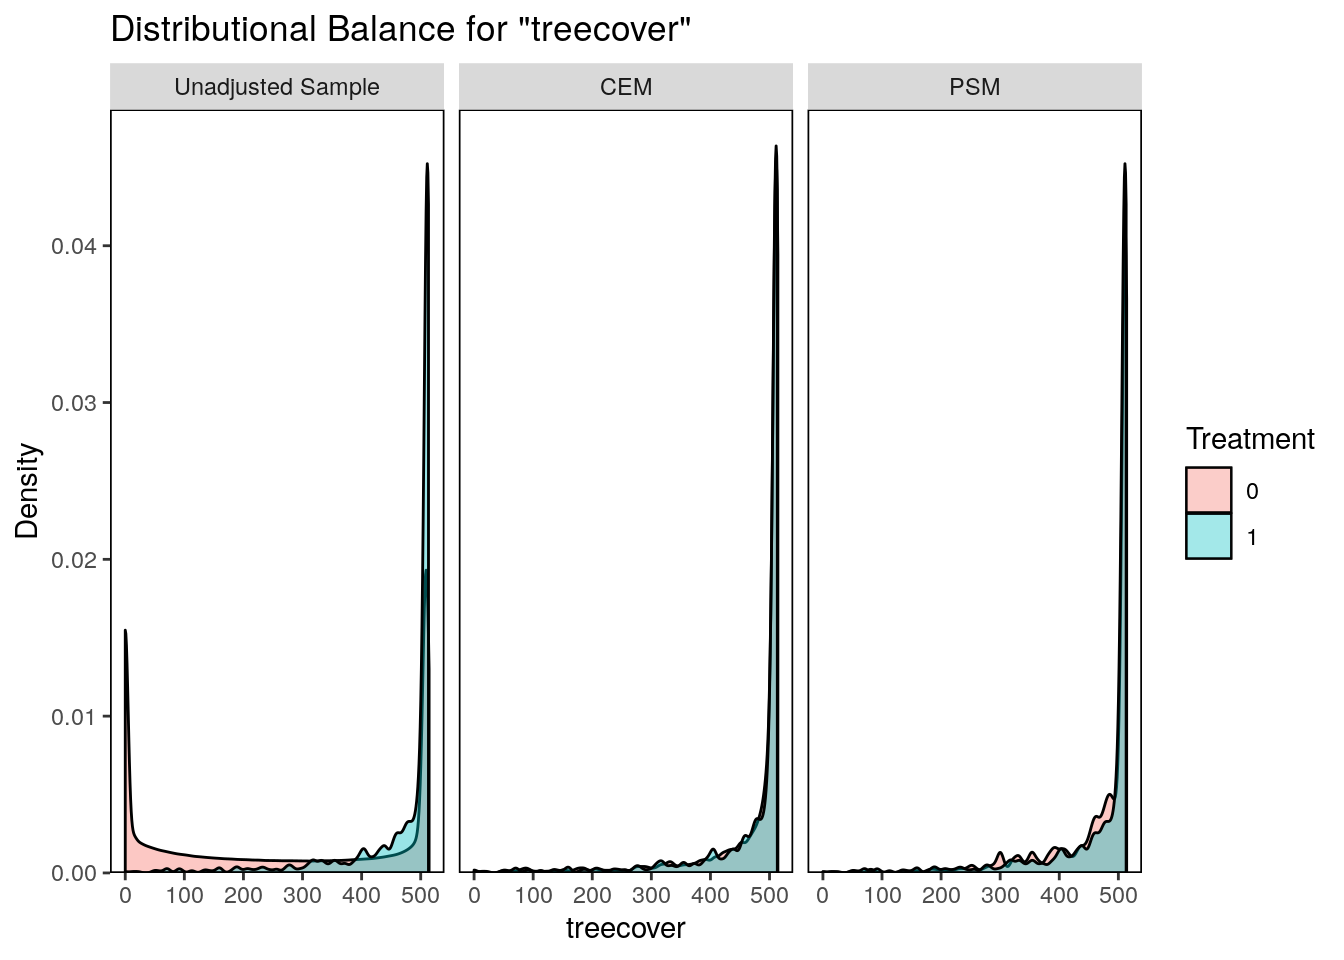 Distributional Balance for "treecover"
Unadjusted Sample CEM PSM
0.04
0.03
0.02
0.01
0.00
Density
0 100 200 300 400 500 0 100 200 300 400 500 0 100 200 300 400 500
treecover
Treatment
0
1